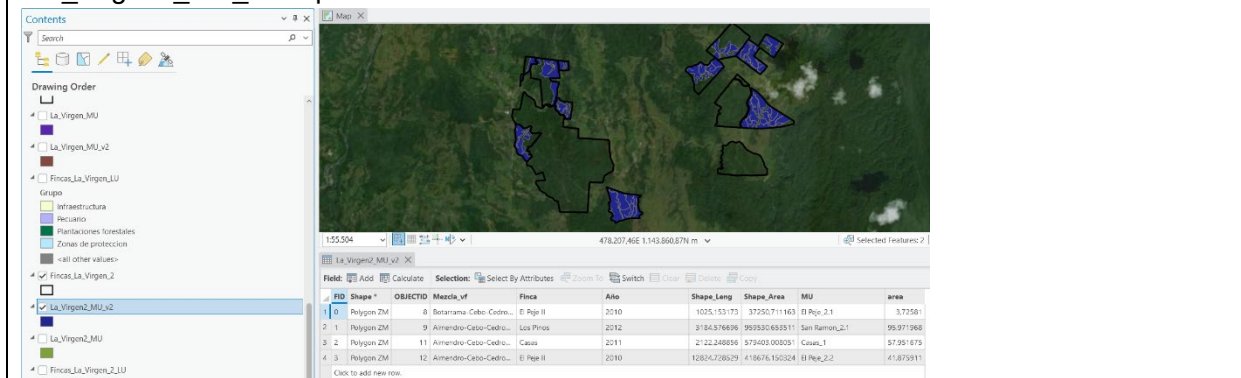 Contents
Map
Search
Drawing Order
La_Virgen_MU
La_Virgen_MU_v2
Fincas_La_Virgen_LU
Grupo
Infraestructura
Pecuario
Plantaciones forestales
Zonas de proteccion
<all other values>
Fincas_La_Virgen_2
La_Virgen2_MU_v2
La_Virgen2_MU
Fincas_La_Virgen_2_LU
1:55.504 478.207,46E 1.143.860,87N m Selected Features: 2
La_Virgen2_MU_v2
Field: Add Calculate Selection: Select By Attributes Zoom To Switch Clear Delete Copy
FID Shape * OBJECTID Mezcla_vf Finca Año Shape_Leng Shape_Area MU area
1 0 Polygon ZM 8 Botarrama-Cebo-Cedro... El Peje II 2010 1025,153173 37250,711163 El Peje_2.1 3,72581
2 1 Polygon ZM 9 Almendro-Cebo-Cedro... Los Pinos 2012 3184,576696 959530,653511 San Ramon_2.1 95,971968
3 2 Polygon ZM 11 Almendro-Cebo-Cedro... Casas 2011 2122,248856 579403,008051 Casas_1 57,951675
4 3 Polygon ZM 12 Almendro-Cebo-Cedro... El Peje II 2010 12824,728529 418676,150324 El Peje_2.2 41,875911
Click to add new row.